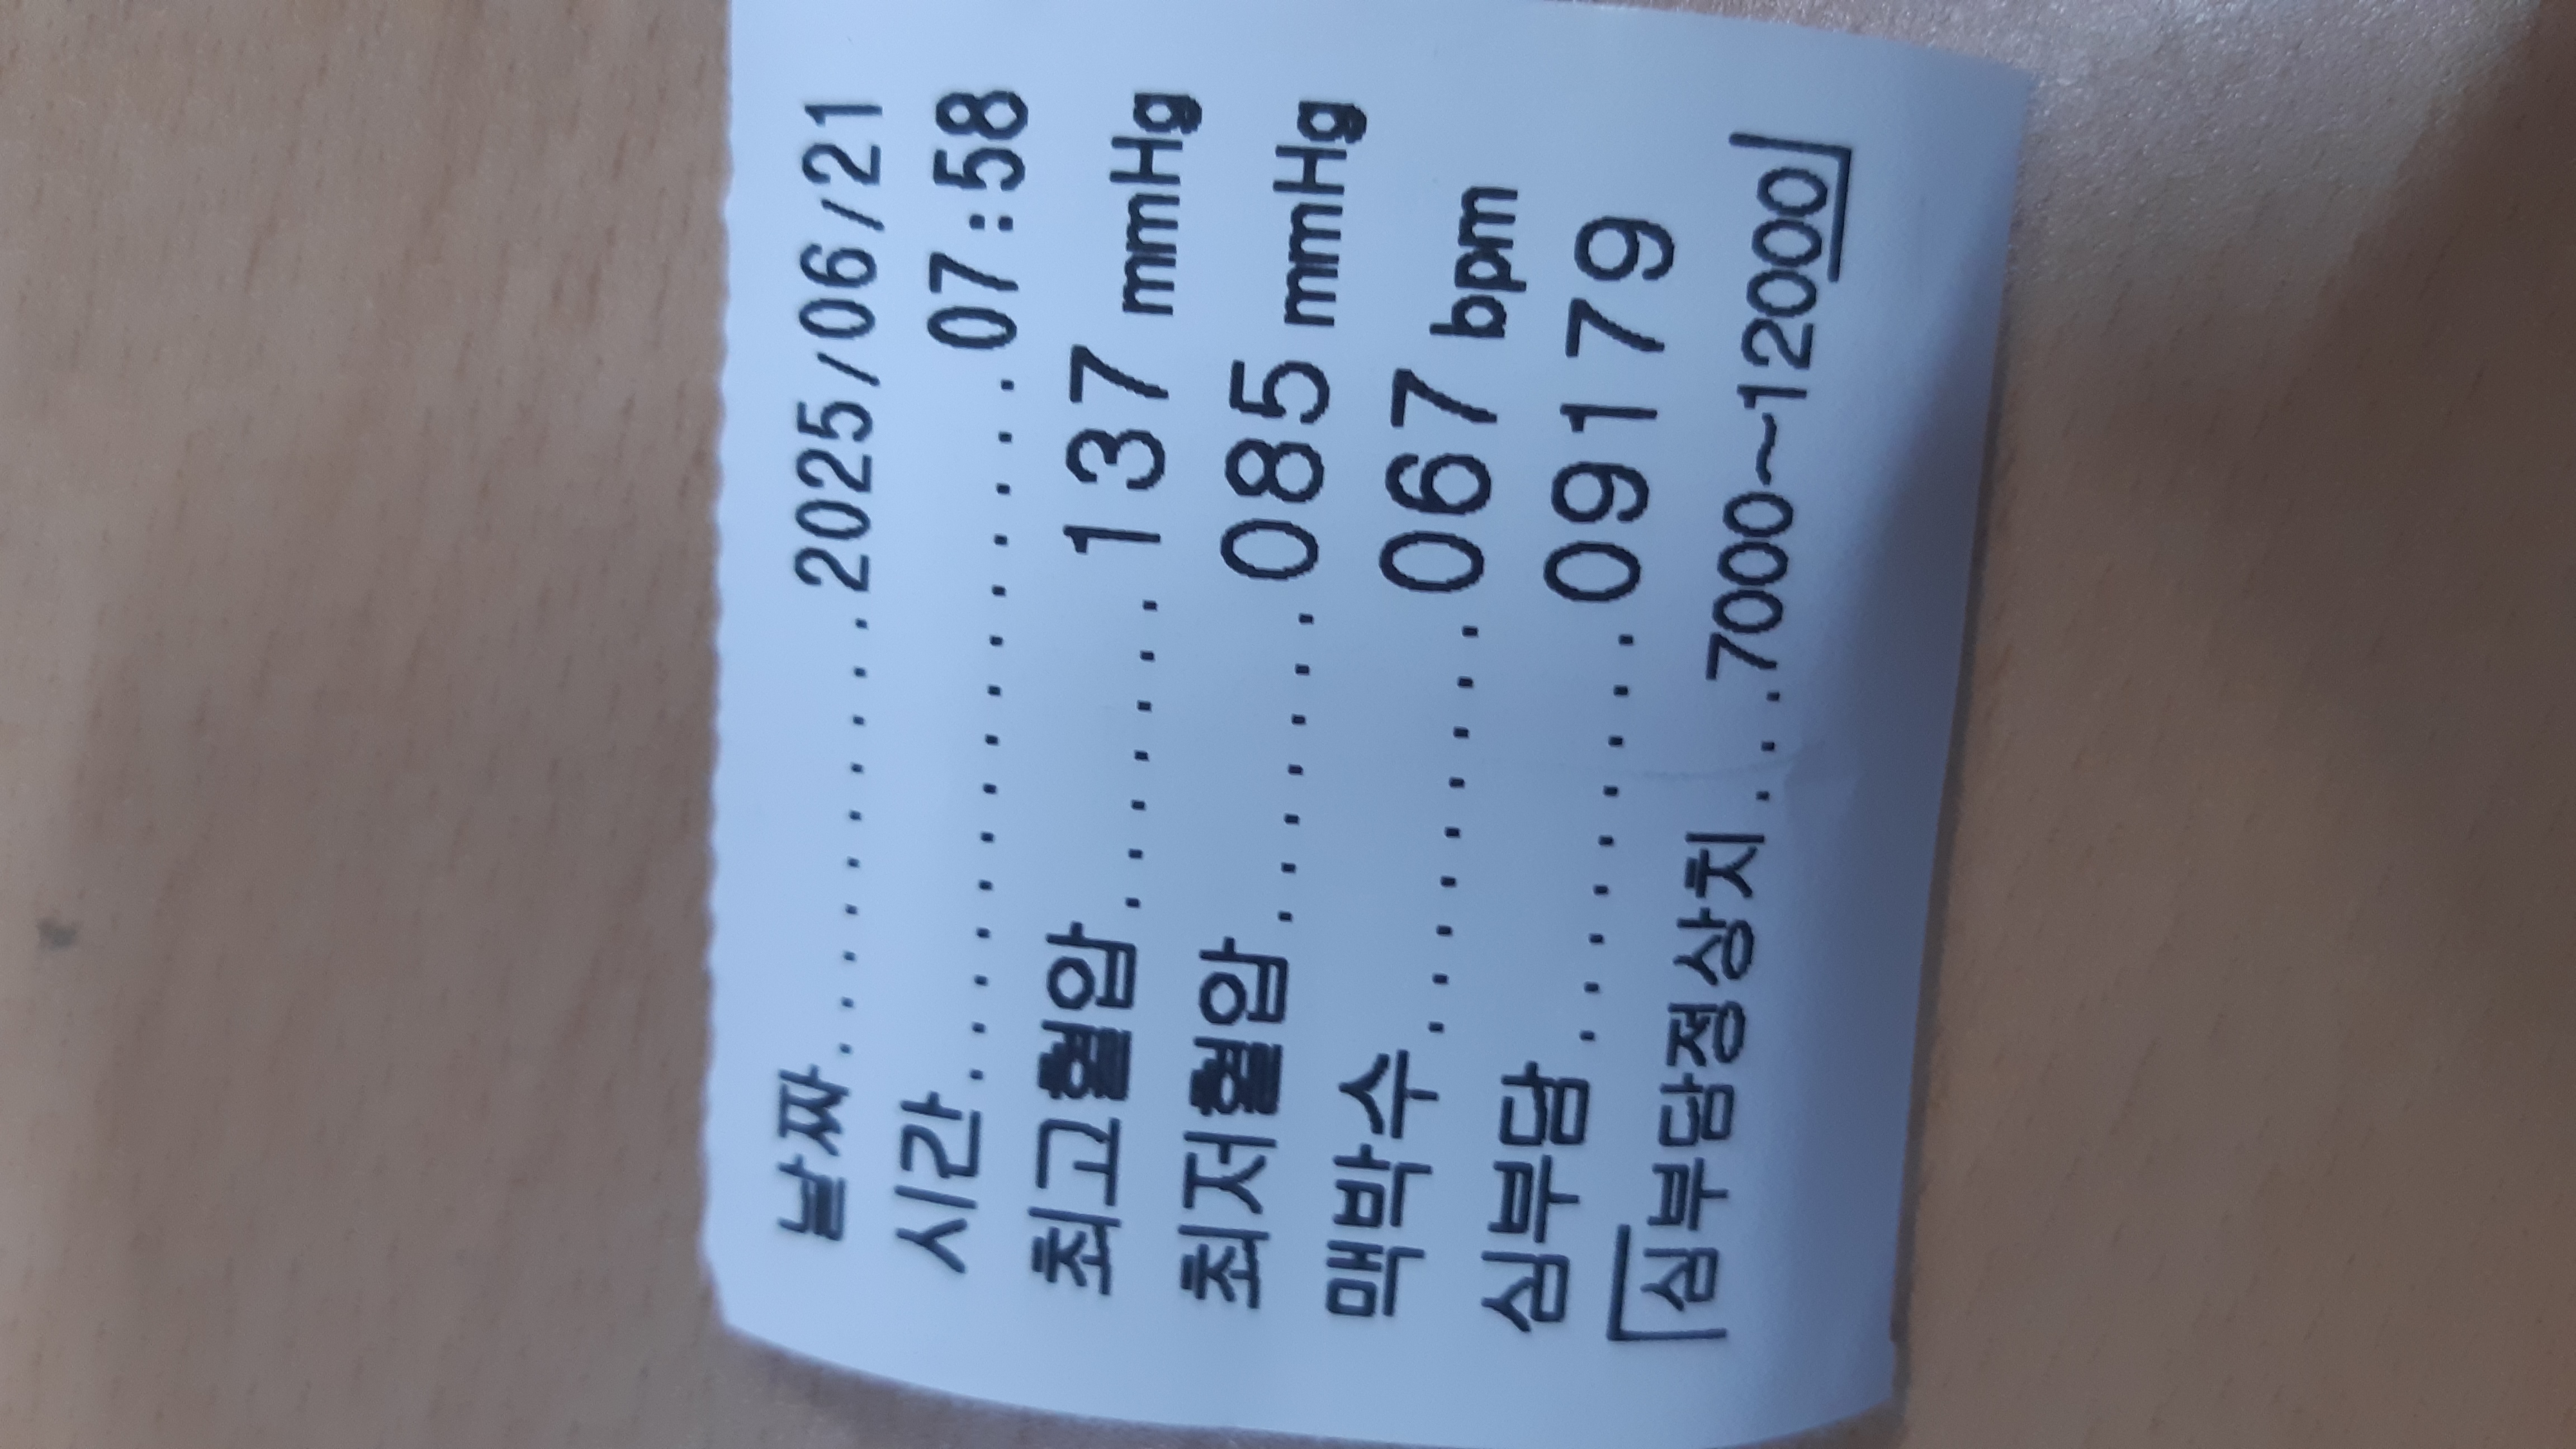 날짜..............2025/06/21
시간...............07:58
최고혈압.......137 mmHg
최저혈압.......085 mmHg
맥박수.........067 bpm
심부담.........09179
「심부담정상치...7000~12000」